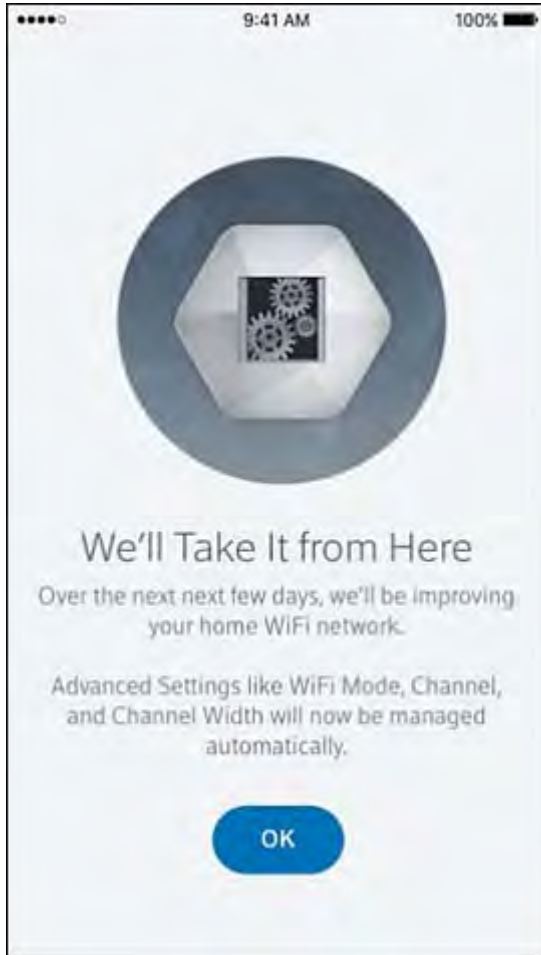 9:41 AM
100%
We'll Take It from Here
Over the next next few days, we'll be improving
your home WiFi network.
Advanced Settings like WiFi Mode, Channel,
and Channel Width will now be managed
automatically.
OK